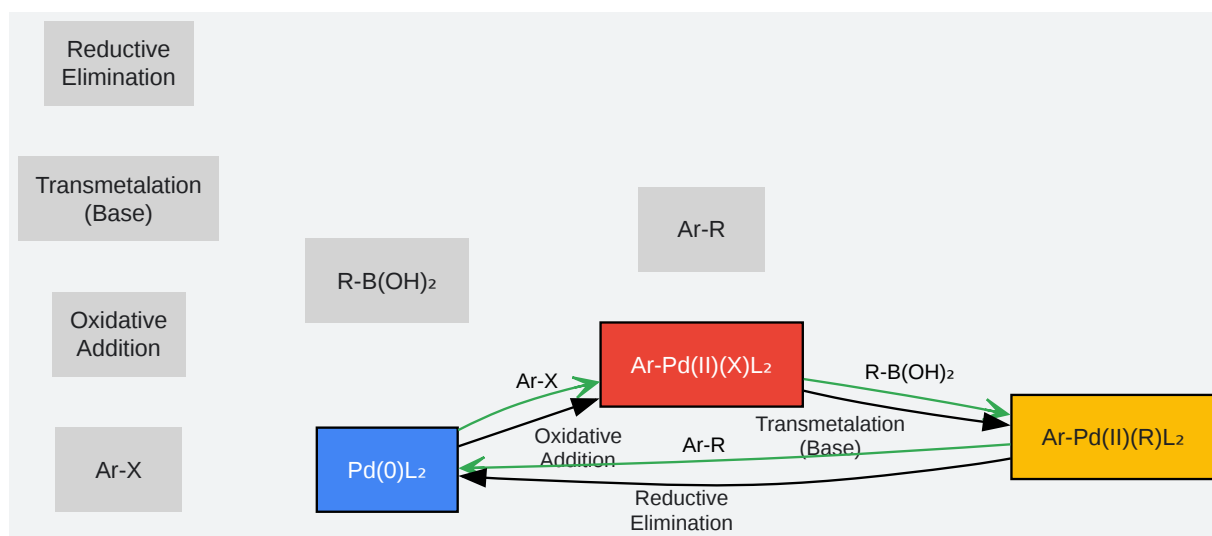 Reductive
Elimination
Transmetalation
(Base)
Ar-R
R-B(OH)₂
Oxidative
Addition
Ar-Pd(II)(X)L₂
R-B(OH)₂
Ar-X
Transmetalation
(Base)
Ar-Pd(II)(R)L₂
Oxidative
Addition
Ar-R
Ar-X
Pd(0)L₂
Reductive
Elimination